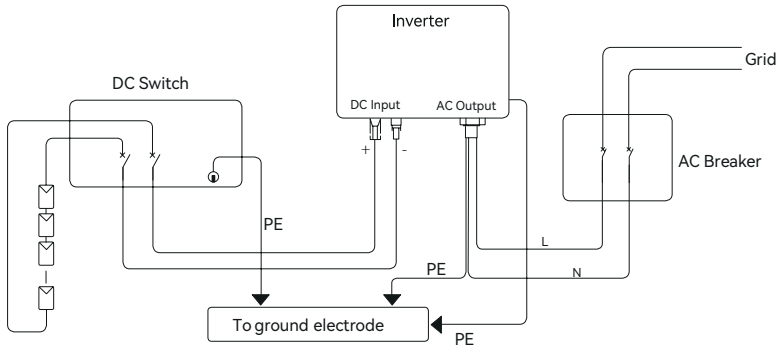 Inverter
Grid
DC Switch
DC Input
AC Output
+
-
AC Breaker
PE
L
PE
N
To ground electrode
PE